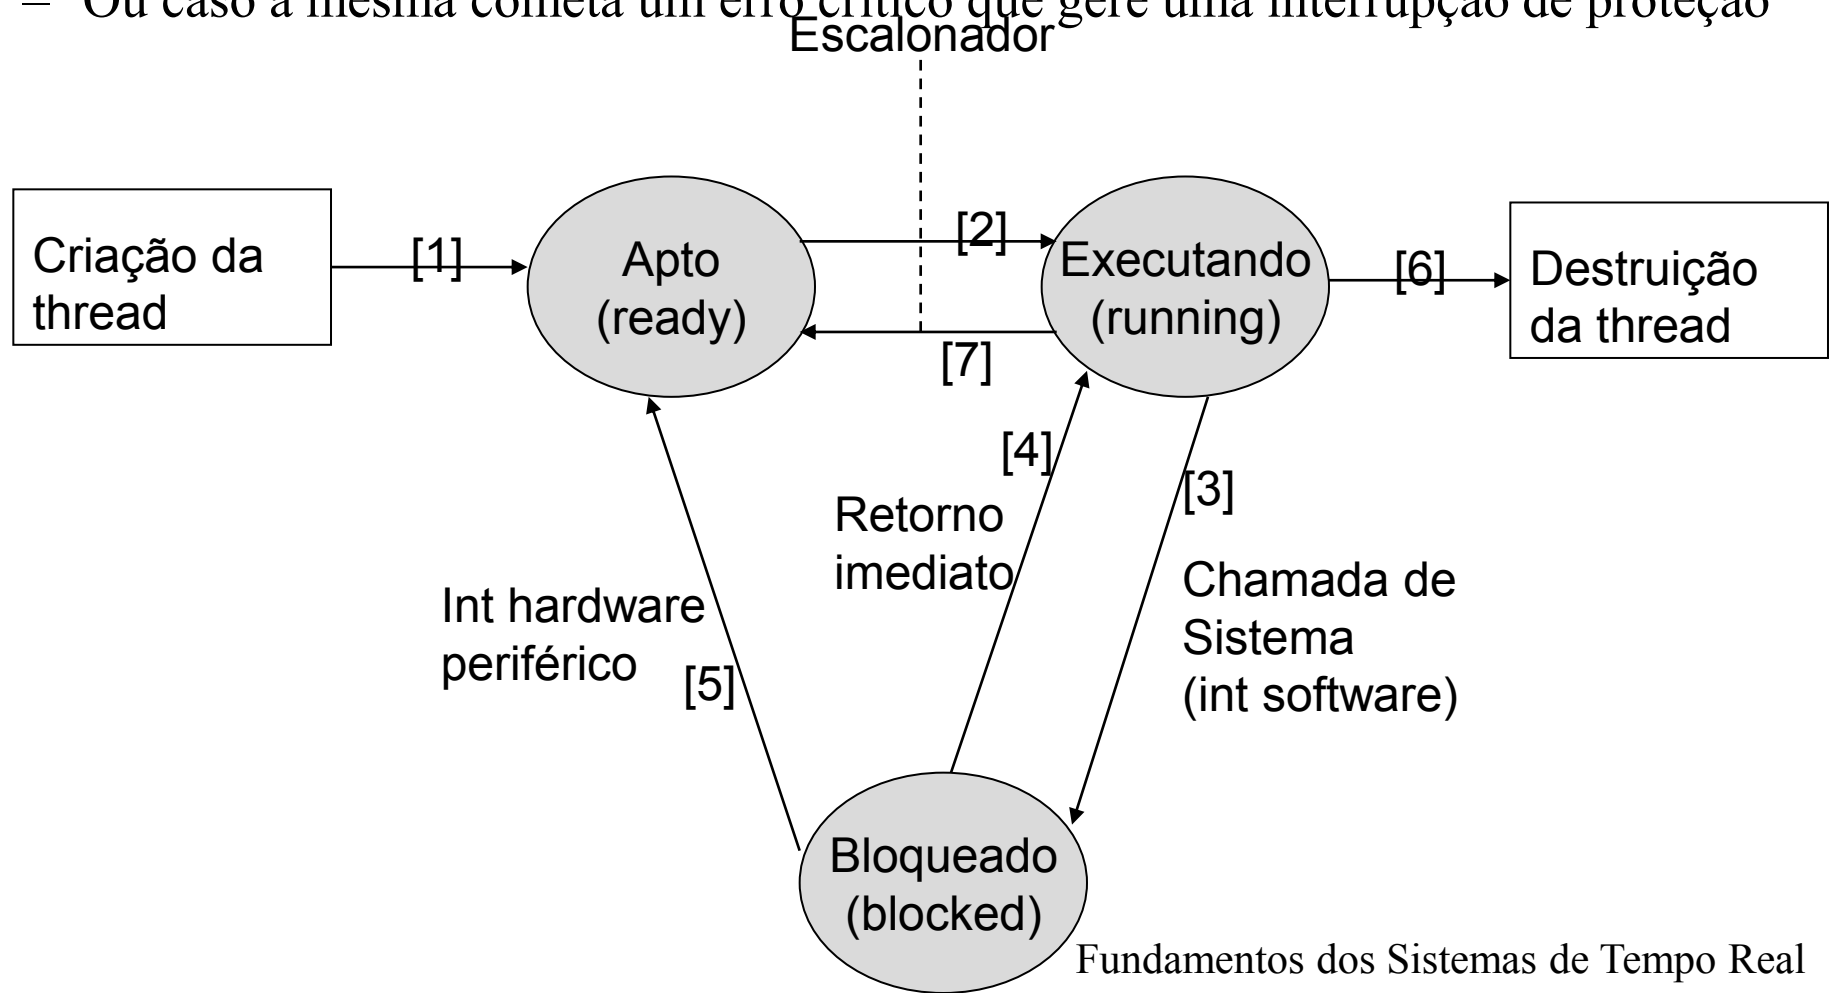 – Ou caso a mesma cometa um erro crítico que gere uma interrupção de proteção
Escalonador
Criação da
thread
[1]
Apto
(ready)
[2]
[7]
Executando
(running)
[6]
Destruição
da thread
[4]
Retorno
imediato
[3]
Chamada de
Sistema
(int software)
Int hardware
periférico
[5]
Bloqueado
(blocked)
Fundamentos dos Sistemas de Tempo Real